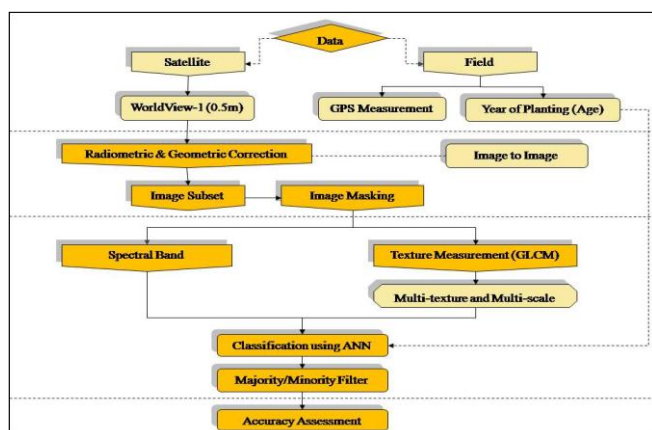 Data
Satellite
Field
WorldView-1 (0.5m)
GPS Measurement
Year of Planting (Age)
Radiometric & Geometric Correction
Image to Image
Image Subset
Image Masking
Spectral Band
Texture Measurement (GLCM)
Multi-texture and Multi-scale
Classification using ANN
Majority/Minority Filter
Accuracy Assessment